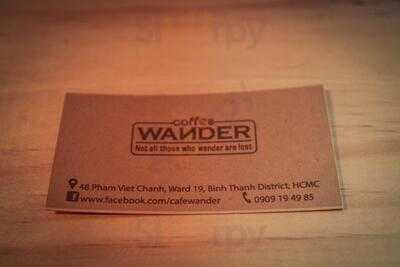 coffee
WANDER
Not all those who wander are lost
48 Pham Viet Chanh, Ward 19, Binh Thanh District, HCMC
www.facebook.com/cafewander 0909 19 49 85